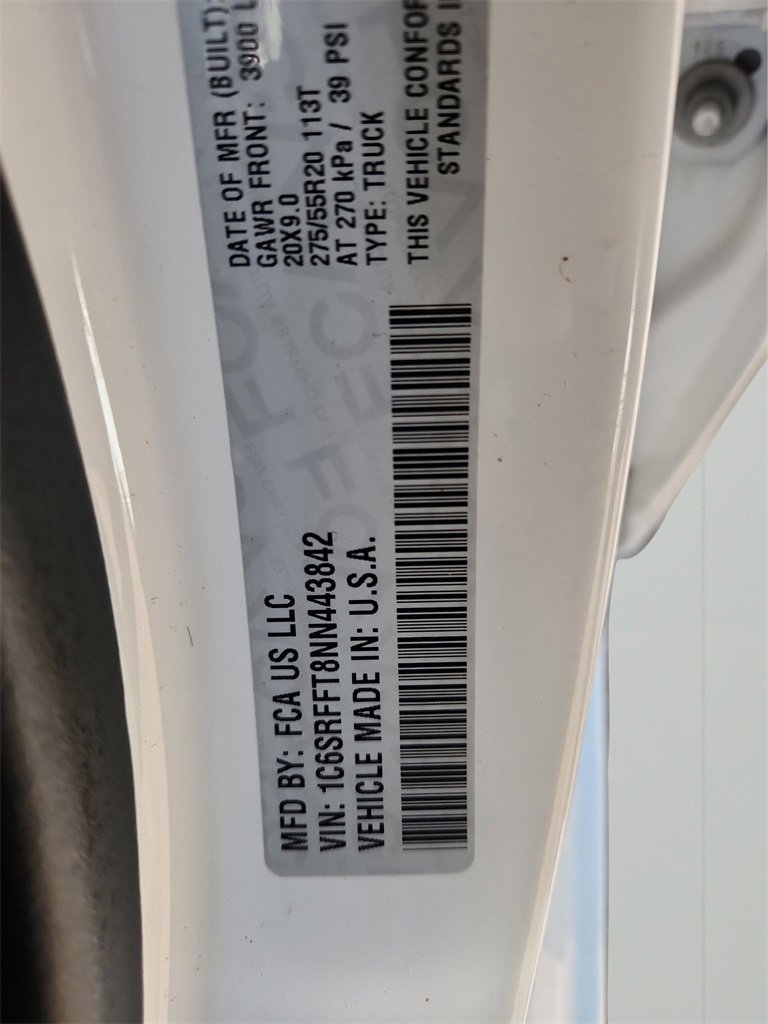 MFD BY: FCA US LLC
VIN: 1C6SRFFT8NN443842
VEHICLE MADE IN: U.S.A.
DATE OF MFR (BUILT):
GAWR FRONT: 3900 L
20X9.0
275/55R20 113T
AT 270 kPa / 39 PSI
TYPE: TRUCK
THIS VEHICLE CONFOR
STANDARDS I